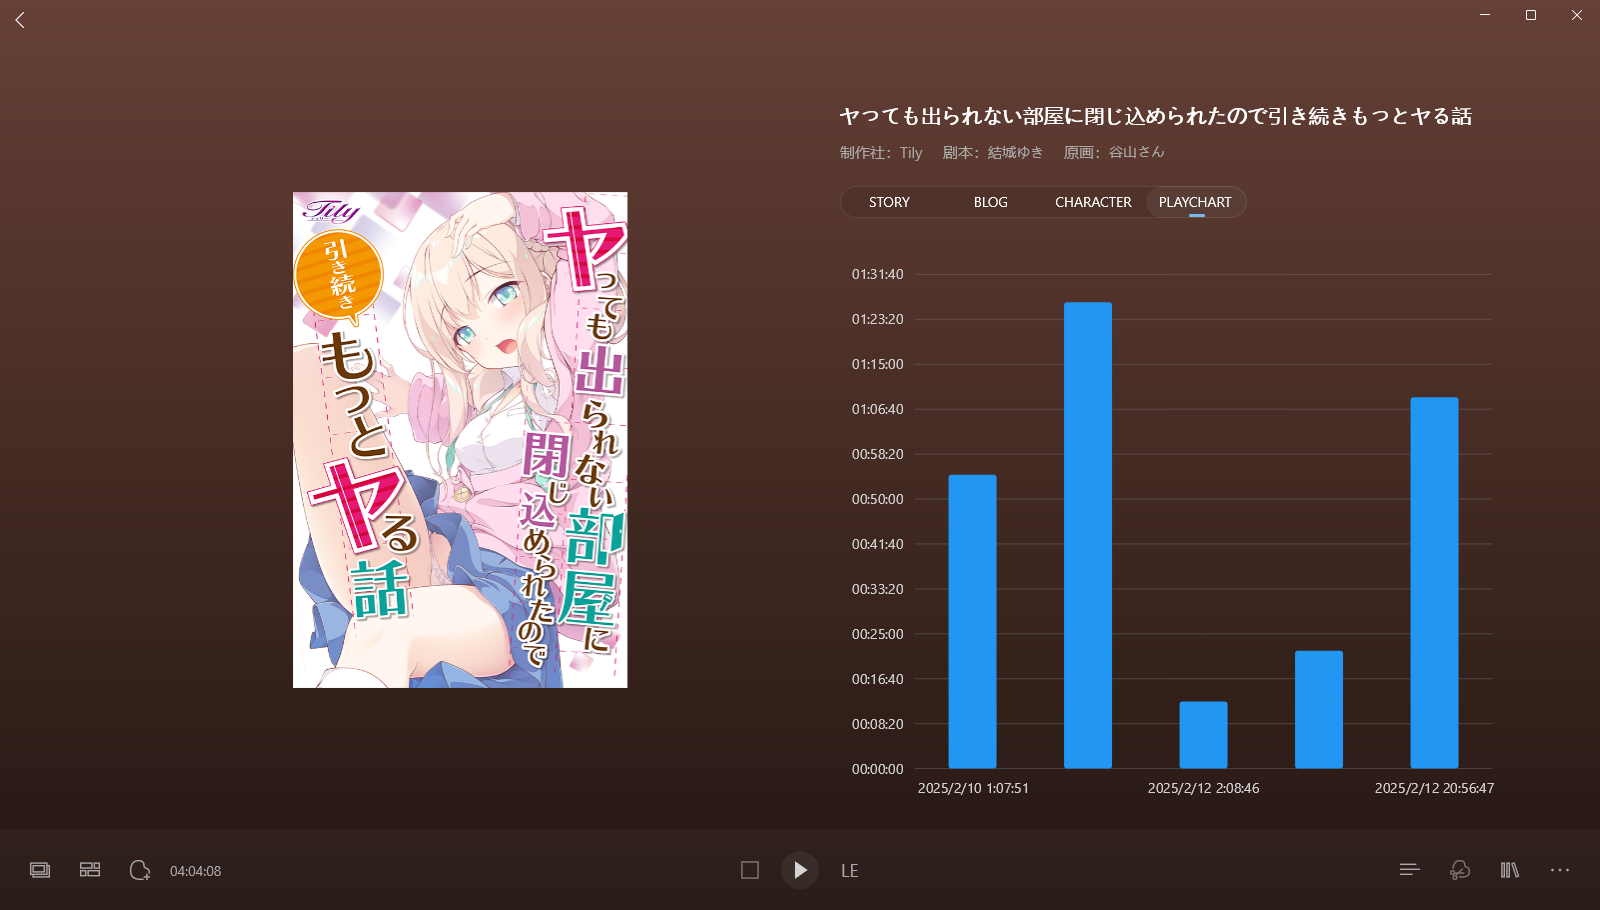 ヤっても出られない部屋に閉じ込められたので引き続きもっとヤる話
制作社：Tily 剧本：結城ゆき 原画：谷山さん
STORY BLOG CHARACTER PLAYCHART
Tily
引き続き
ヤっても出られない部屋に
閉じ込められたので
もっとヤる話
01:31:40
01:23:20
01:15:00
01:06:40
00:58:20
00:50:00
00:41:40
00:33:20
00:25:00
00:16:40
00:08:20
00:00:00
2025/2/10 1:07:51 2025/2/12 2:08:46 2025/2/12 20:56:47
04:04:08
LE